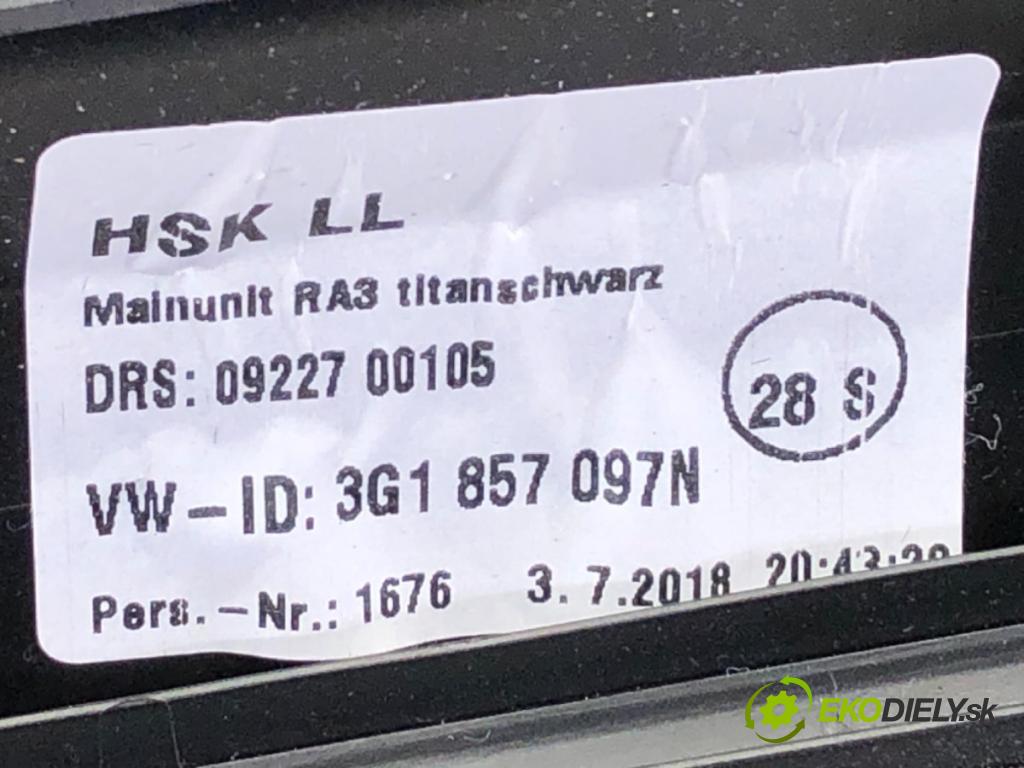 HSK LL
Mainunit RA3 titanschwarz
DRS: 09227 00105
28 S
VW-ID: 3G1 857 097N
Pers.-Nr.: 1676 3.7.2018
EKODIELY.sk